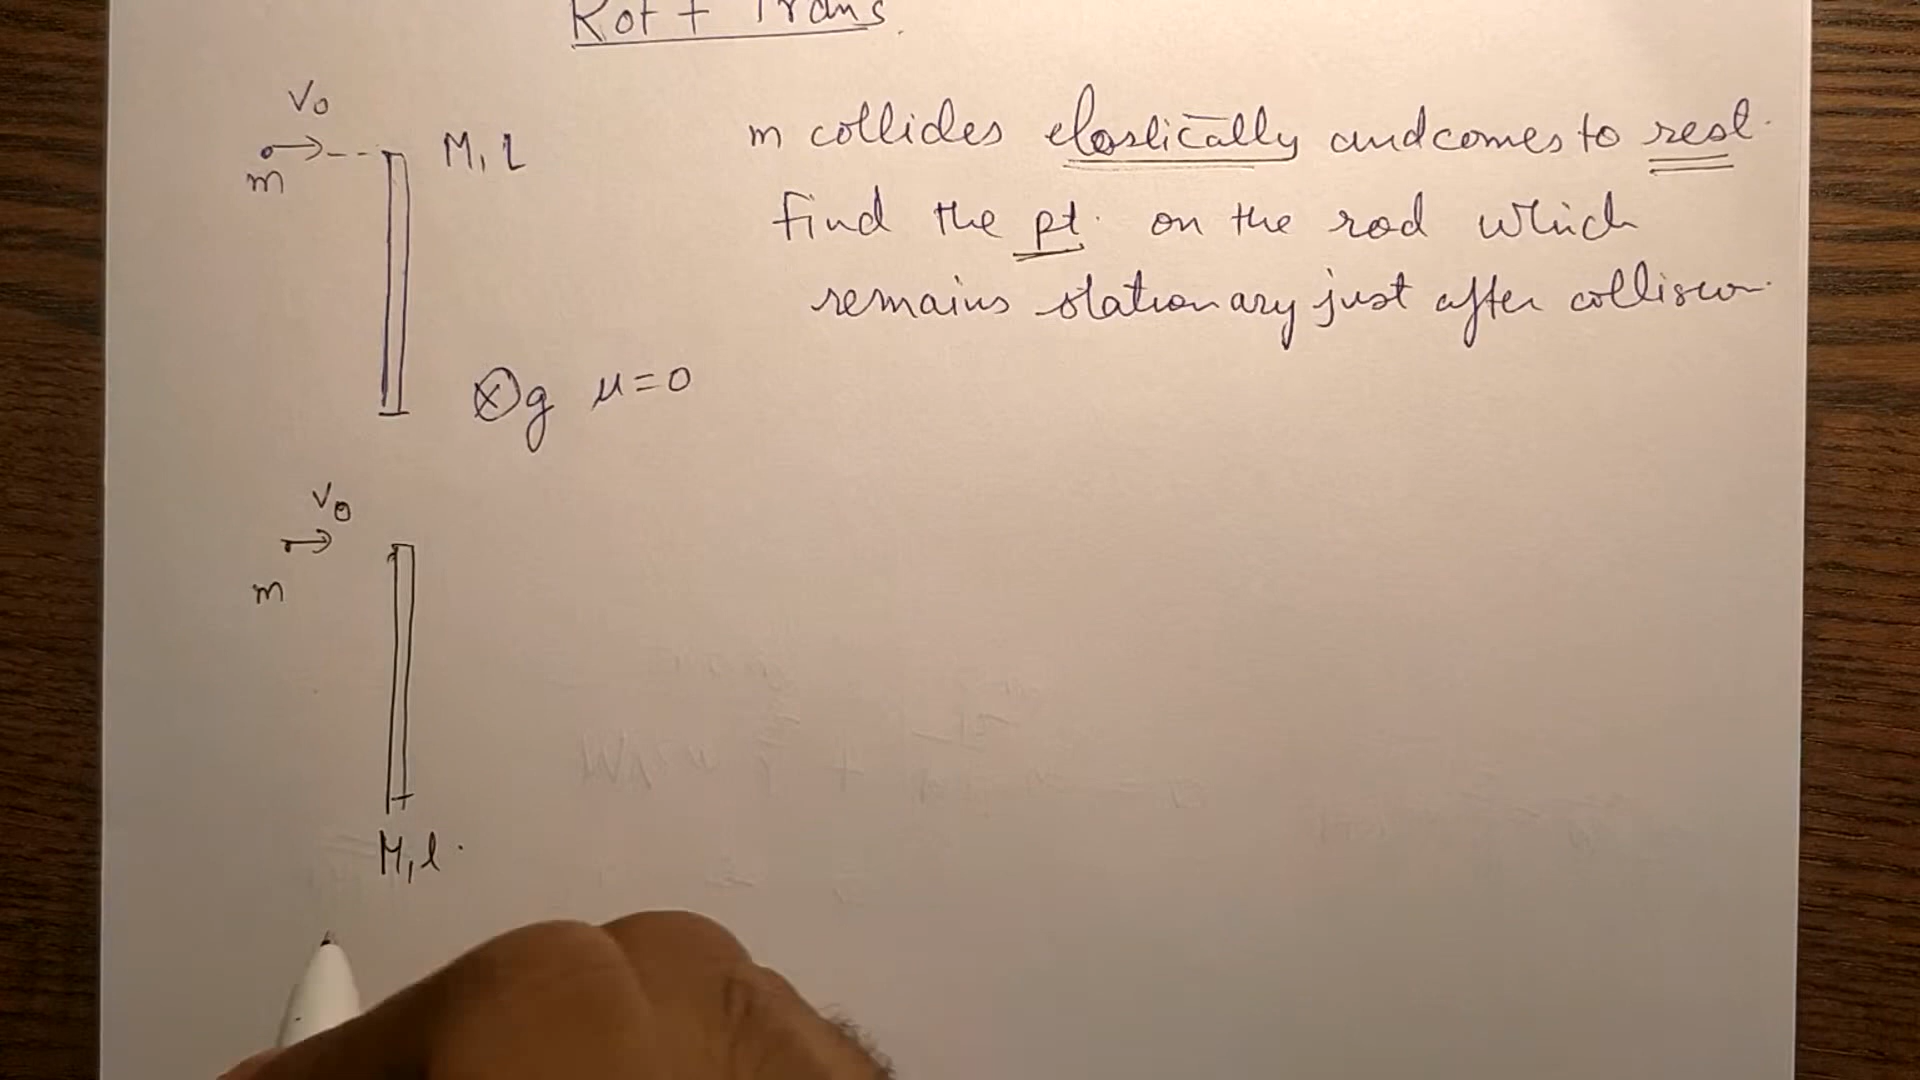 Rot + Trans
V₀
m
M, L
m collides elastically and comes to rest.
find the pt. on the rod which
remains stationary just after collision.
⊗g μ=0
V₀
m
M, l.